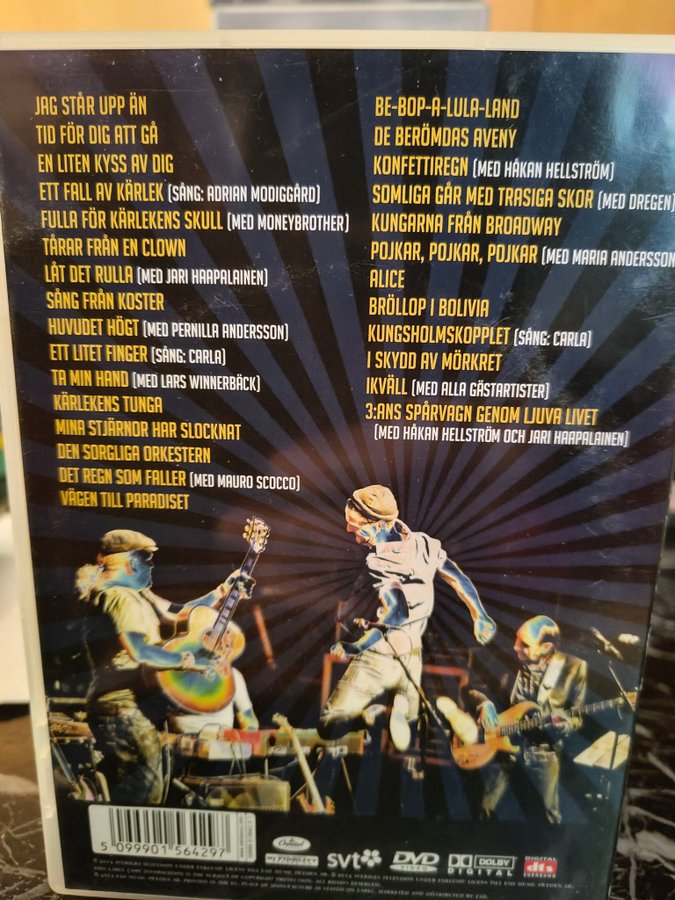 JAG STÅR UPP ÄN
TID FÖR DIG ATT GÅ
EN LITEN KYSS AV DIG
ETT FALL AV KÄRLEK (SÅNG: ADRIAN MODIGGÅRD)
FULLA FÖR KÄRLEKENS SKULL (MED MONEYBROTHER)
TÅRAR FRÅN EN CLOWN
LÅT DET RULLA (MED JARI HAAPALAINEN)
SÅNG FRÅN KOSTER
HUVUDET HÖGT (MED PERNILLA ANDERSSON)
ETT LITET FINGER (SÅNG: CARLA)
TA MIN HAND (MED LARS WINNERBÄCK)
KÄRLEKENS TUNGA
MINA STJÄRNOR HAR SLOCKNAT
DEN SORGLIGA ORKESTERN
DET REGN SOM FALLER (MED MAURO SCOCCO)
VÄGEN TILL PARADISET
BE-BOP-A-LULA-LAND
DE BERÖMDAS AVENY
KONFETTIREGN (MED HÅKAN HELLSTRÖM)
SOMLIGA GÅR MED TRASIGA SKOR (MED DREGEN)
KUNGARNA FRÅN BROADWAY
POJKAR, POJKAR, POJKAR (MED MARIA ANDERSSON
ALICE
BRÖLLOP I BOLIVIA
KUNGSHOLMSKOPPLET (SÅNG: CARLA)
I SKYDD AV MÖRKRET
IKVÄLL (MED ALLA GÄSTARTISTER)
3:ANS SPÅRVAGN GENOM LJUVA LIVET
(MED HÅKAN HELLSTRÖM OCH JARI HAAPALAINEN)
5 099901 564297
Capitol
svt
DVD
VIDEO
DOLBY
DIGITAL
DIGITAL
dts